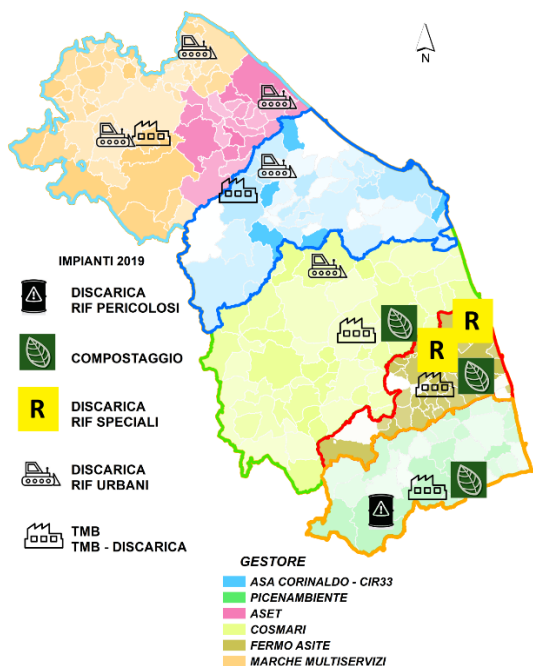 N
IMPIANTI 2019
DISCARICA
RIF PERICOLOSI
COMPOSTAGGIO
R
DISCARICA
RIF SPECIALI
R
R
DISCARICA
RIF URBANI
TMB
TMB - DISCARICA
GESTORE
ASA CORINALDO - CIR33
PICENAMBIENTE
ASET
COSMARI
FERMO ASITE
MARCHE MULTISERVIZI